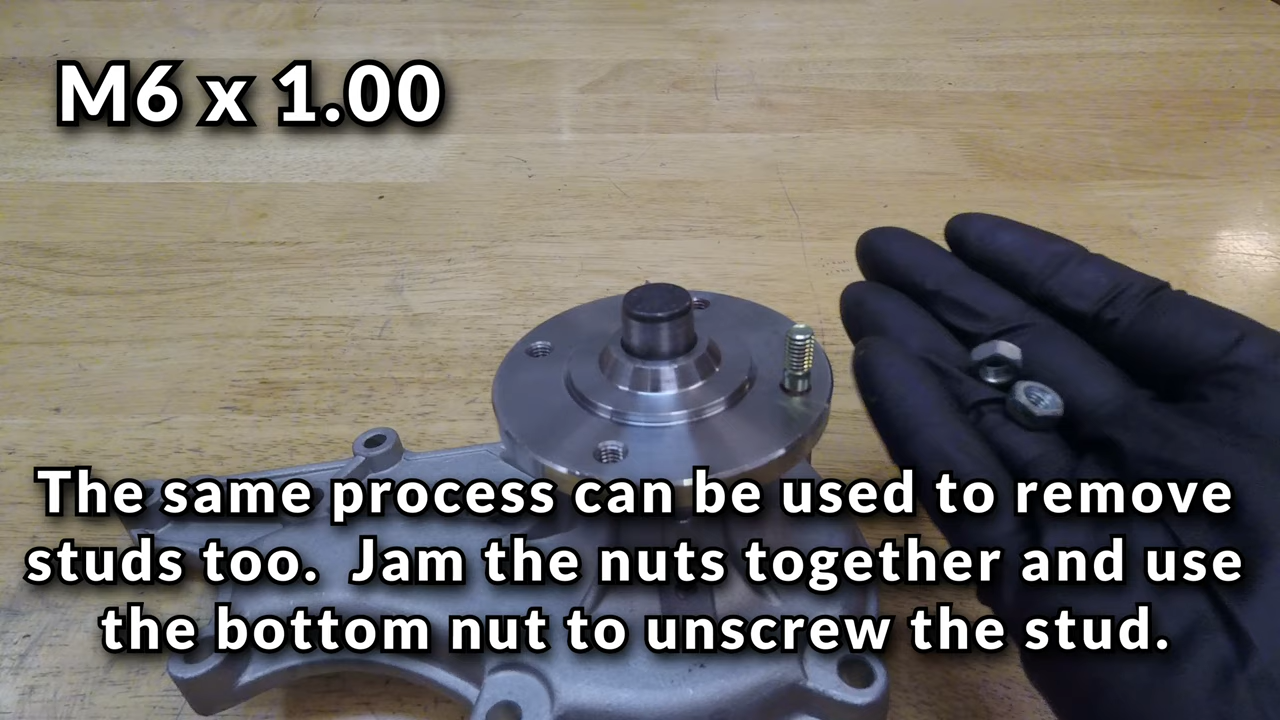 M6 x 1.00
The same process can be used to remove
studs too.  Jam the nuts together and use
the bottom nut to unscrew the stud.